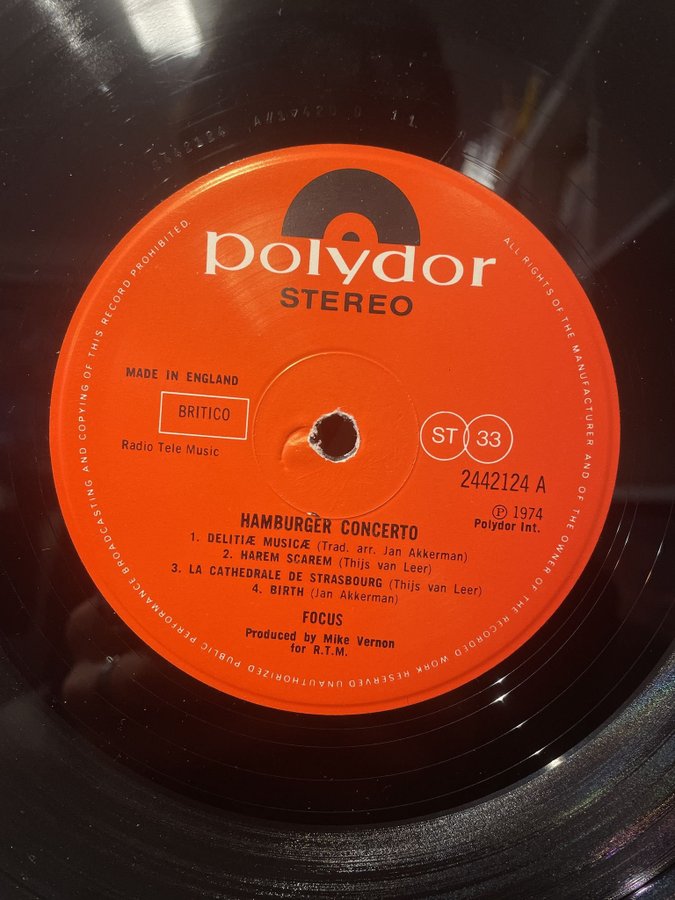 polydor
STEREO
ALL RIGHTS OF THE MANUFACTURER AND OF THE OWNER OF THE RECORDED WORK RESERVED UNAUTHORIZED PUBLIC PERFORMANCE BROADCASTING AND COPYING OF THIS RECORD PROHIBITED.
MADE IN ENGLAND
BRITICO
Radio Tele Music
ST 33
2442124 A
Ⓟ 1974
Polydor Int.
HAMBURGER CONCERTO
1. DELITIÆ MUSICÆ (Trad. arr. Jan Akkerman)
2. HAREM SCAREM (Thijs van Leer)
3. LA CATHEDRALE DE STRASBOURG (Thijs van Leer)
4. BIRTH (Jan Akkerman)
FOCUS
Produced by Mike Vernon
for R.T.M.